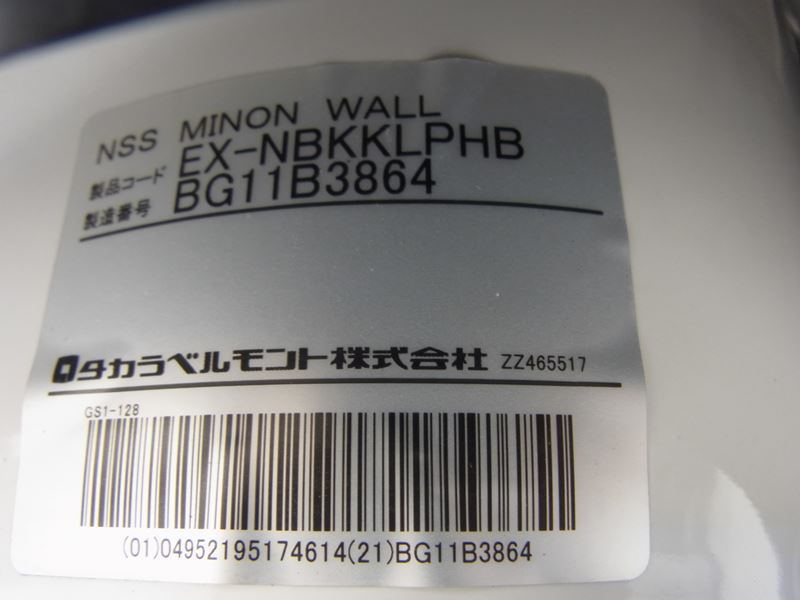 NSS MINON WALL
製品コード EX-NBKKLPHB
製造番号 BG11B3864
タカラベルモント株式会社 ZZ465517
GS1-128
(01)04952195174614(21)BG11B3864